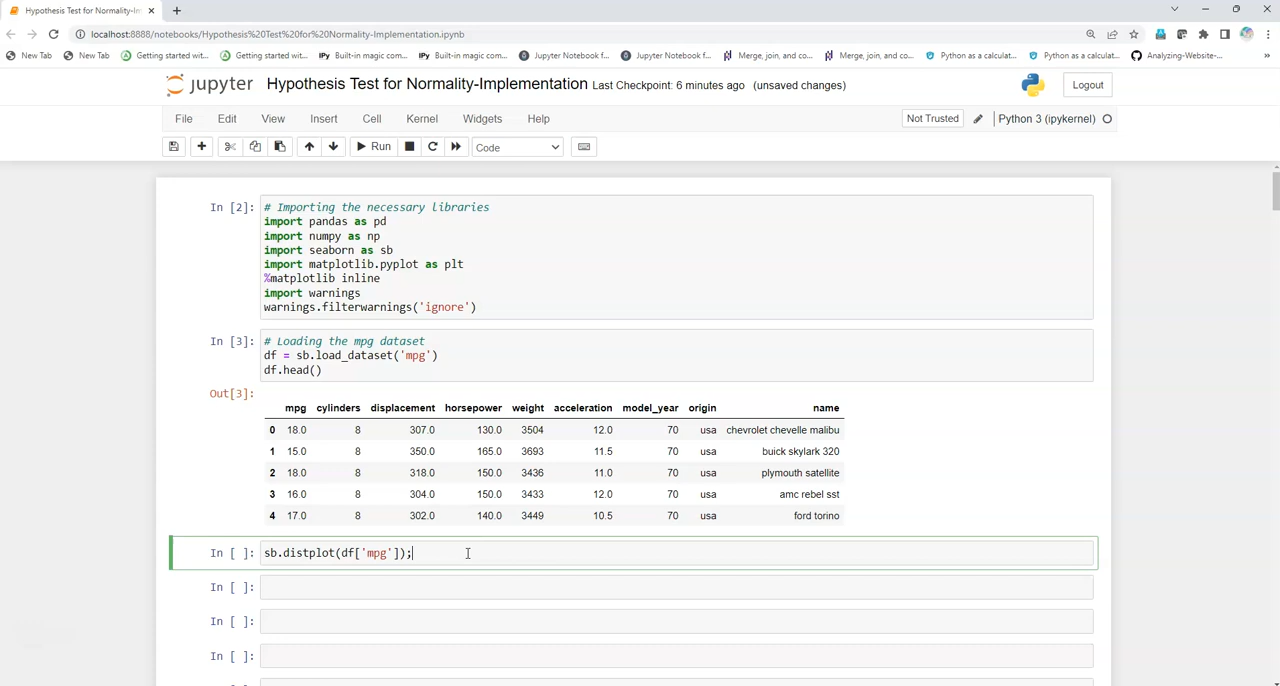 Hypothesis Test for Normality-Im
localhost:8888/notebooks/Hypothesis%20Test%20for%20Normality-Implementation.ipynb
New Tab New Tab Getting started wit... Getting started wit... IPy Built-in magic com... IPy Built-in magic com... Jupyter Notebook f... Jupyter Notebook f... Merge, join, and co... Merge, join, and co... Python as a calculat... Python as a calculat... Analyzing-Website-... »
jupyter Hypothesis Test for Normality-Implementation Last Checkpoint: 6 minutes ago (unsaved changes) Logout
File Edit View Insert Cell Kernel Widgets Help Not Trusted Python 3 (ipykernel)
Run Code
In [2]: # Importing the necessary libraries
import pandas as pd
import numpy as np
import seaborn as sb
import matplotlib.pyplot as plt
%matplotlib inline
import warnings
warnings.filterwarnings('ignore')
In [3]: # Loading the mpg dataset
df = sb.load_dataset('mpg')
df.head()
Out[3]:
mpg cylinders displacement horsepower weight acceleration model_year origin name
0 18.0 8 307.0 130.0 3504 12.0 70 usa chevrolet chevelle malibu
1 15.0 8 350.0 165.0 3693 11.5 70 usa buick skylark 320
2 18.0 8 318.0 150.0 3436 11.0 70 usa plymouth satellite
3 16.0 8 304.0 150.0 3433 12.0 70 usa amc rebel sst
4 17.0 8 302.0 140.0 3449 10.5 70 usa ford torino
In [ ]: sb.distplot(df['mpg']);
In [ ]:
In [ ]:
In [ ]: